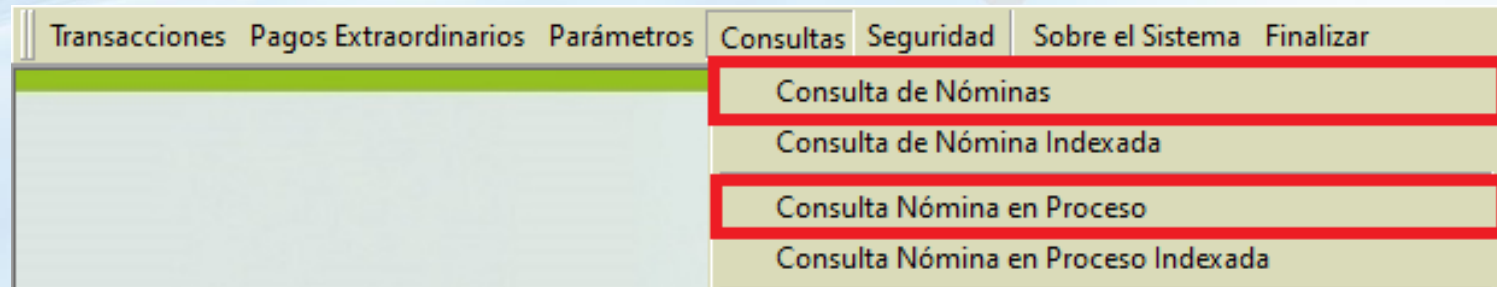 Transacciones Pagos Extraordinarios Parámetros Consultas Seguridad Sobre el Sistema Finalizar
Consulta de Nóminas
Consulta de Nómina Indexada
Consulta Nómina en Proceso
Consulta Nómina en Proceso Indexada